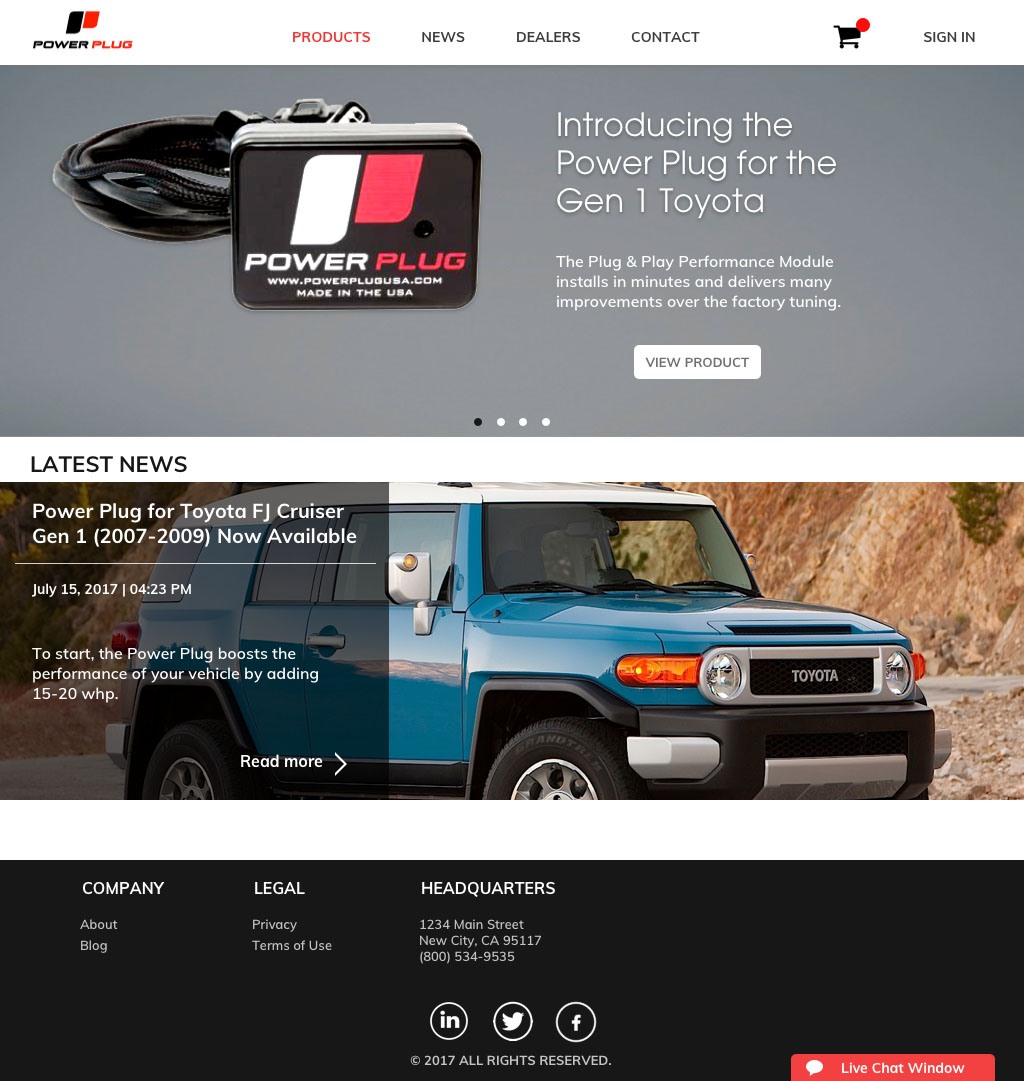 POWER PLUG
PRODUCTS
NEWS
DEALERS
CONTACT
SIGN IN
POWER PLUG
WWW.POWERPLUGUSA.COM
MADE IN THE USA
Introducing the
Power Plug for the
Gen 1 Toyota
The Plug & Play Performance Module
installs in minutes and delivers many
improvements over the factory tuning.
VIEW PRODUCT
LATEST NEWS
Power Plug for Toyota FJ Cruiser
Gen 1 (2007-2009) Now Available
July 15, 2017 | 04:23 PM
To start, the Power Plug boosts the
performance of your vehicle by adding
15-20 whp.
Read more
TOYOTA
GRANDTREK
COMPANY
About
Blog
LEGAL
Privacy
Terms of Use
HEADQUARTERS
1234 Main Street
New City, CA 95117
(800) 534-9535
in
f
© 2017 ALL RIGHTS RESERVED.
Live Chat Window